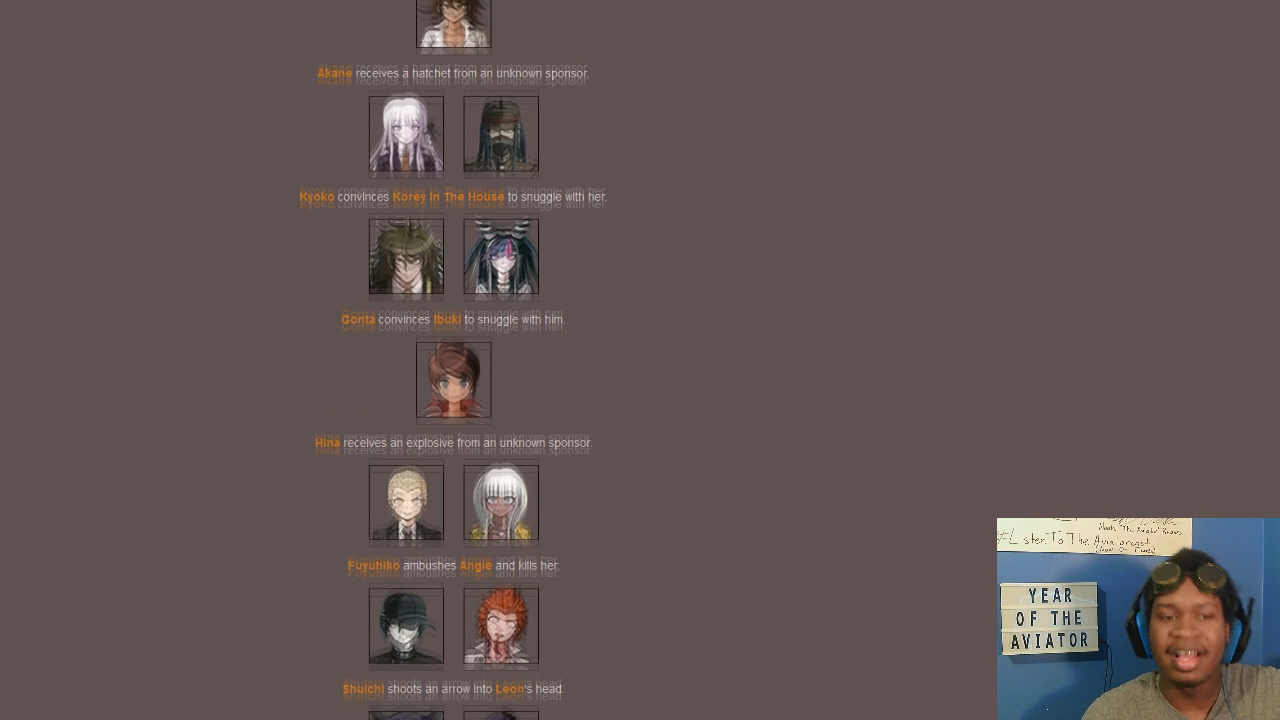 Akane receives a hatchet from an unknown sponsor.
Kyoko convinces Korey In The House to snuggle with her.
Gonta convinces Ibuki to snuggle with him.
Hina receives an explosive from an unknown sponsor.
Fuyuhiko ambushes Angie and kills her.
Shuichi shoots an arrow into Leon's head.
YEAR
OF THE
AVIATOR